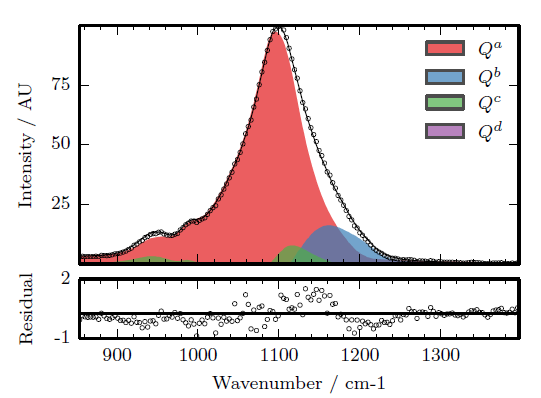 Intensity / AU
75
50
25
Q^a
Q^b
Q^c
Q^d
Residual
2
-1
900
1000
1100
1200
1300
Wavenumber / cm-1